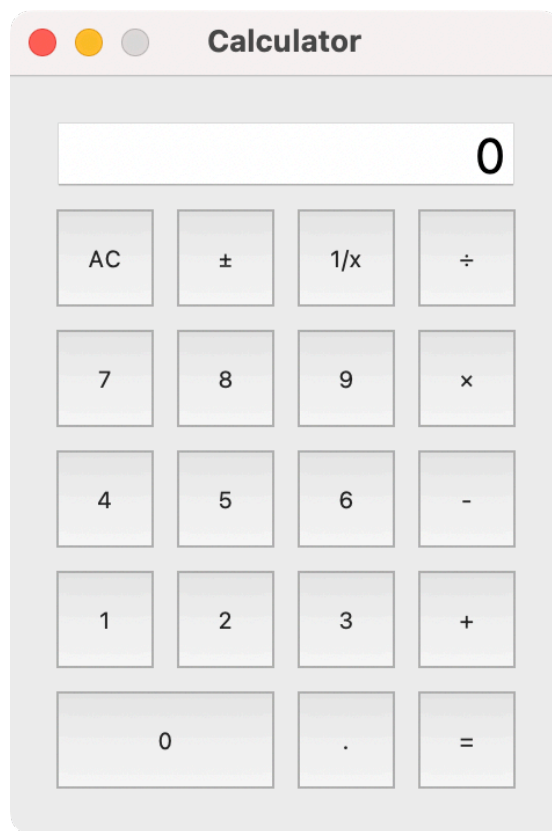 Calculator
0
AC ± 1/x ÷
7 8 9 ×
4 5 6 -
1 2 3 +
0 . =